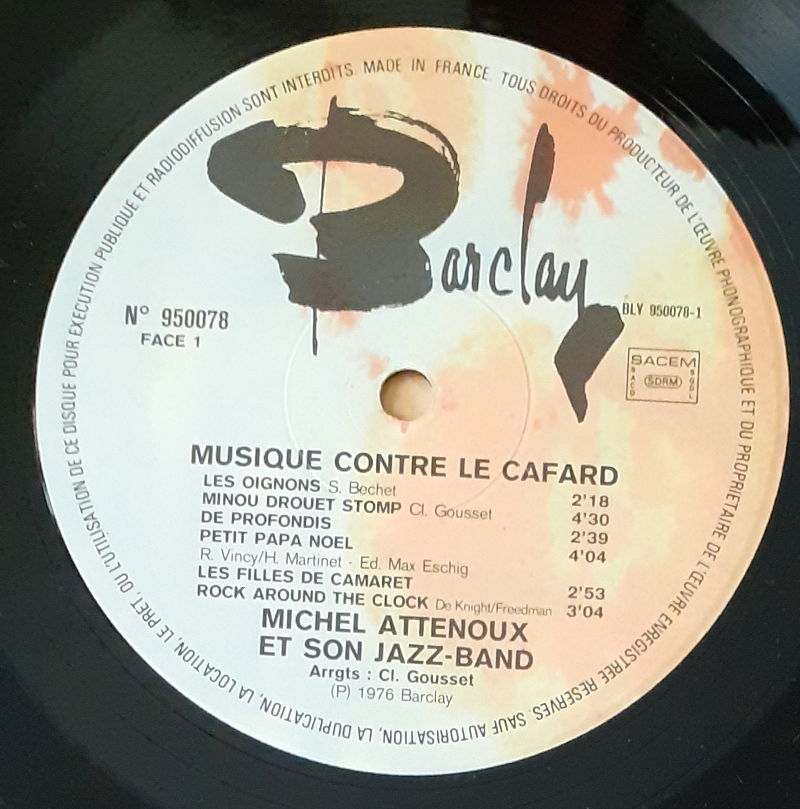 MADE IN FRANCE. TOUS DROITS DU PRODUCTEUR DE L'ŒUVRE PHONOGRAPHIQUE ET DU PROPRIETAIRE DE L'ŒUVRE ENREGISTREE RESERVES. SAUF AUTORISATION, LA DUPLICATION, LA LOCATION, LE PRET, OU L'UTILISATION DE CE DISQUE POUR EXECUTION PUBLIQUE ET RADIODIFFUSION SONT INTERDITS.
Barclay
N° 950078
FACE 1
BLY 950078-1
SACEM
SACD SDRM SGDL
MUSIQUE CONTRE LE CAFARD
LES OIGNONS S. Bechet 2'18
MINOU DROUET STOMP Cl. Gousset 4'30
DE PROFONDIS 2'39
PETIT PAPA NOEL 4'04
R. Vincy/H. Martinet - Ed. Max Eschig
LES FILLES DE CAMARET 2'53
ROCK AROUND THE CLOCK De Knight/Freedman 3'04
MICHEL ATTENOUX
ET SON JAZZ-BAND
Arrgts : Cl. Gousset
(P) 1976 Barclay